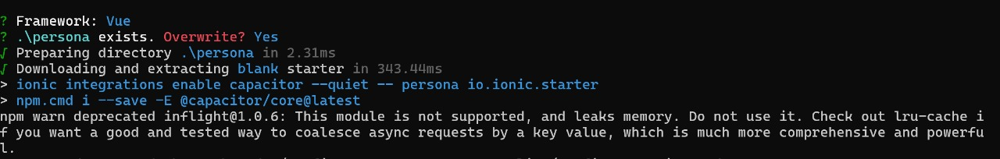 ? Framework: Vue
? .\persona exists. Overwrite? Yes
√ Preparing directory .\persona in 2.31ms
√ Downloading and extracting blank starter in 343.44ms
> ionic integrations enable capacitor --quiet -- persona io.ionic.starter
> npm.cmd i --save -E @capacitor/core@latest
npm warn deprecated inflight@1.0.6: This module is not supported, and leaks memory. Do not use it. Check out lru-cache i
f you want a good and tested way to coalesce async requests by a key value, which is much more comprehensive and powerfu
l.